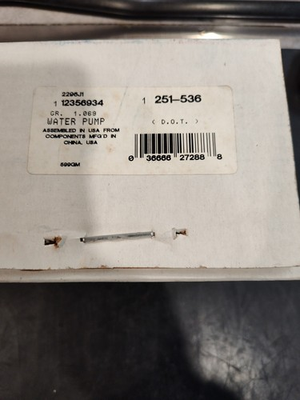 2296J1
1 12356934 1 251-536
GR. 1.069
WATER PUMP ( D.O.T. )
ASSEMBLED IN USA FROM
COMPONENTS MFG'D IN
CHINA, USA
0 36666 27288 8
699GM